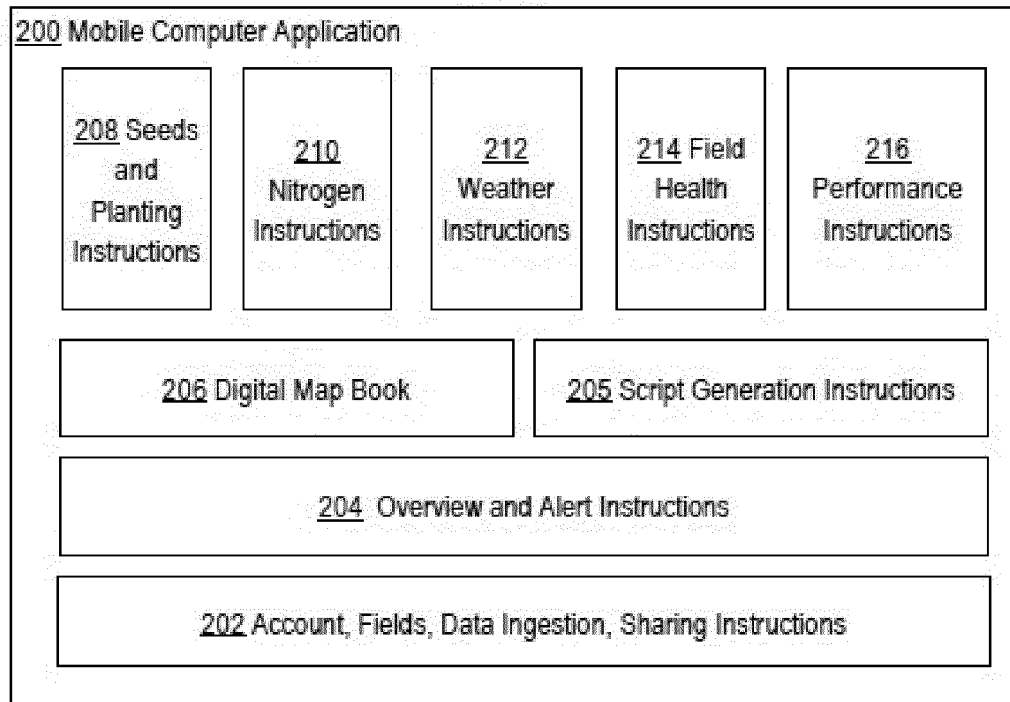 200 Mobile Computer Application
208 Seeds
and
Planting
Instructions
210
Nitrogen
Instructions
212
Weather
Instructions
214 Field
Health
Instructions
216
Performance
Instructions
206 Digital Map Book
205 Script Generation Instructions
204 Overview and Alert Instructions
202 Account, Fields, Data Ingestion, Sharing Instructions